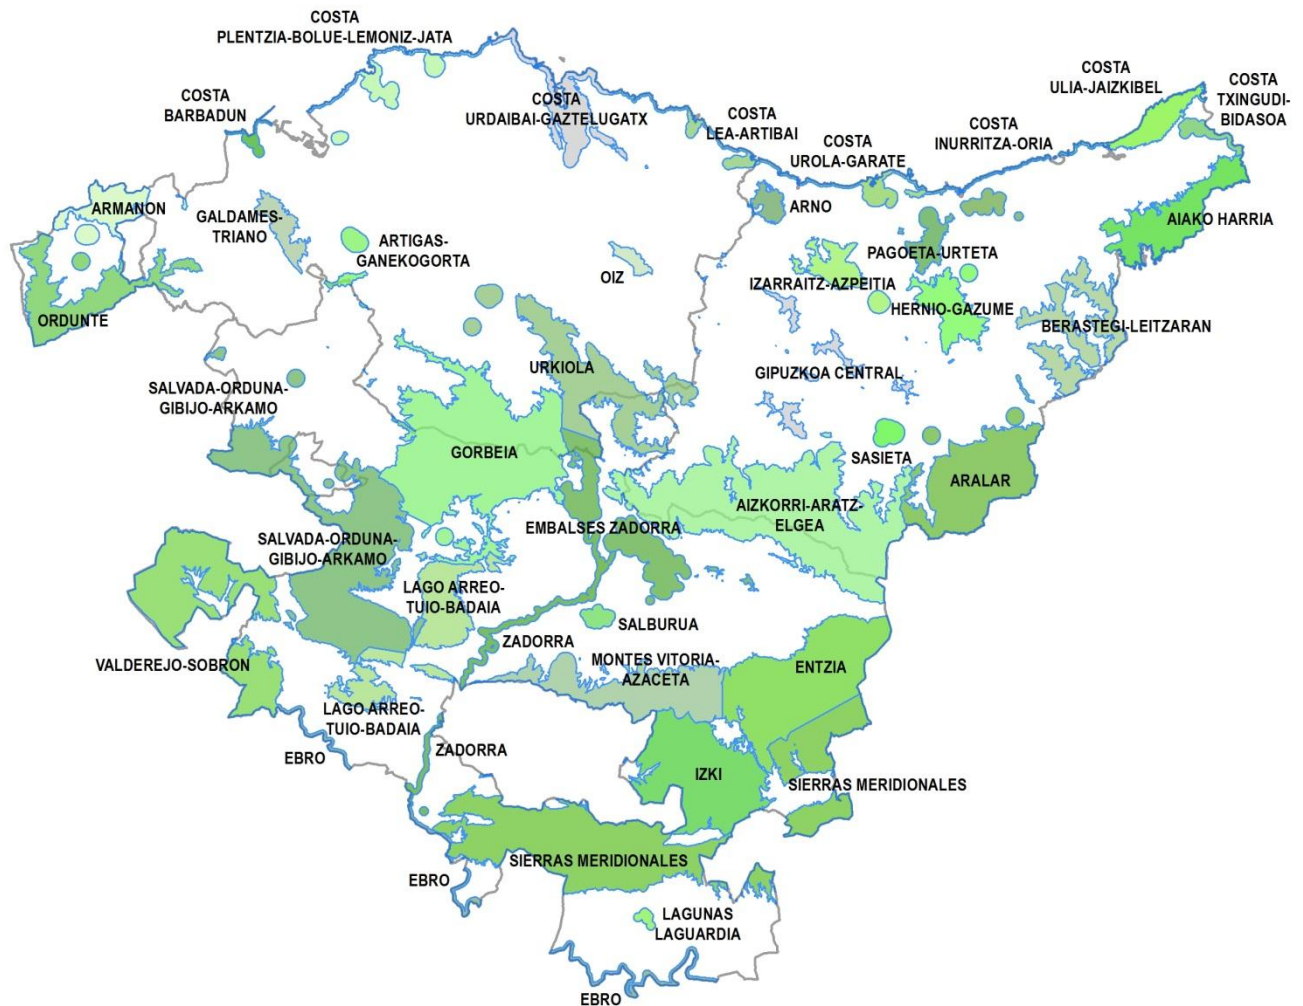 COSTA
PLENTZIA-BOLUE-LEMONIZ-JATA
COSTA
BARBADUN
COSTA
URDAIBAI-GAZTELUGATX
COSTA
LEA-ARTIBAI
COSTA
UROLA-GARATE
COSTA
INURRITZA-ORIA
COSTA
ULIA-JAIZKIBEL
COSTA
TXINGUDI-
BIDASOA
ARMANON
GALDAMES-
TRIANO
ARTIGAS-
GANEKOGORTA
OIZ
ARNO
PAGOETA-URTETA
AIAKO HARRIA
IZARRAITZ-AZPEITIA
HERNIO-GAZUME
BERASTEGI-LEITZARAN
ORDUNTE
URKIOLA
GIPUZKOA CENTRAL
SALVADA-ORDUNA-
GIBIJO-ARKAMO
GORBEIA
SASIETA
ARALAR
AIZKORRI-ARATZ-
ELGEA
EMBALSES ZADORRA
SALVADA-ORDUNA-
GIBIJO-ARKAMO
LAGO ARREO-
TUIO-BADAIA
SALBURUA
ZADORRA
VALDEREJO-SOBRON
MONTES VITORIA-
AZACETA
ENTZIA
LAGO ARREO-
TUIO-BADAIA
EBRO
ZADORRA
IZKI
SIERRAS MERIDIONALES
SIERRAS MERIDIONALES
EBRO
LAGUNAS
LAGUARDIA
EBRO